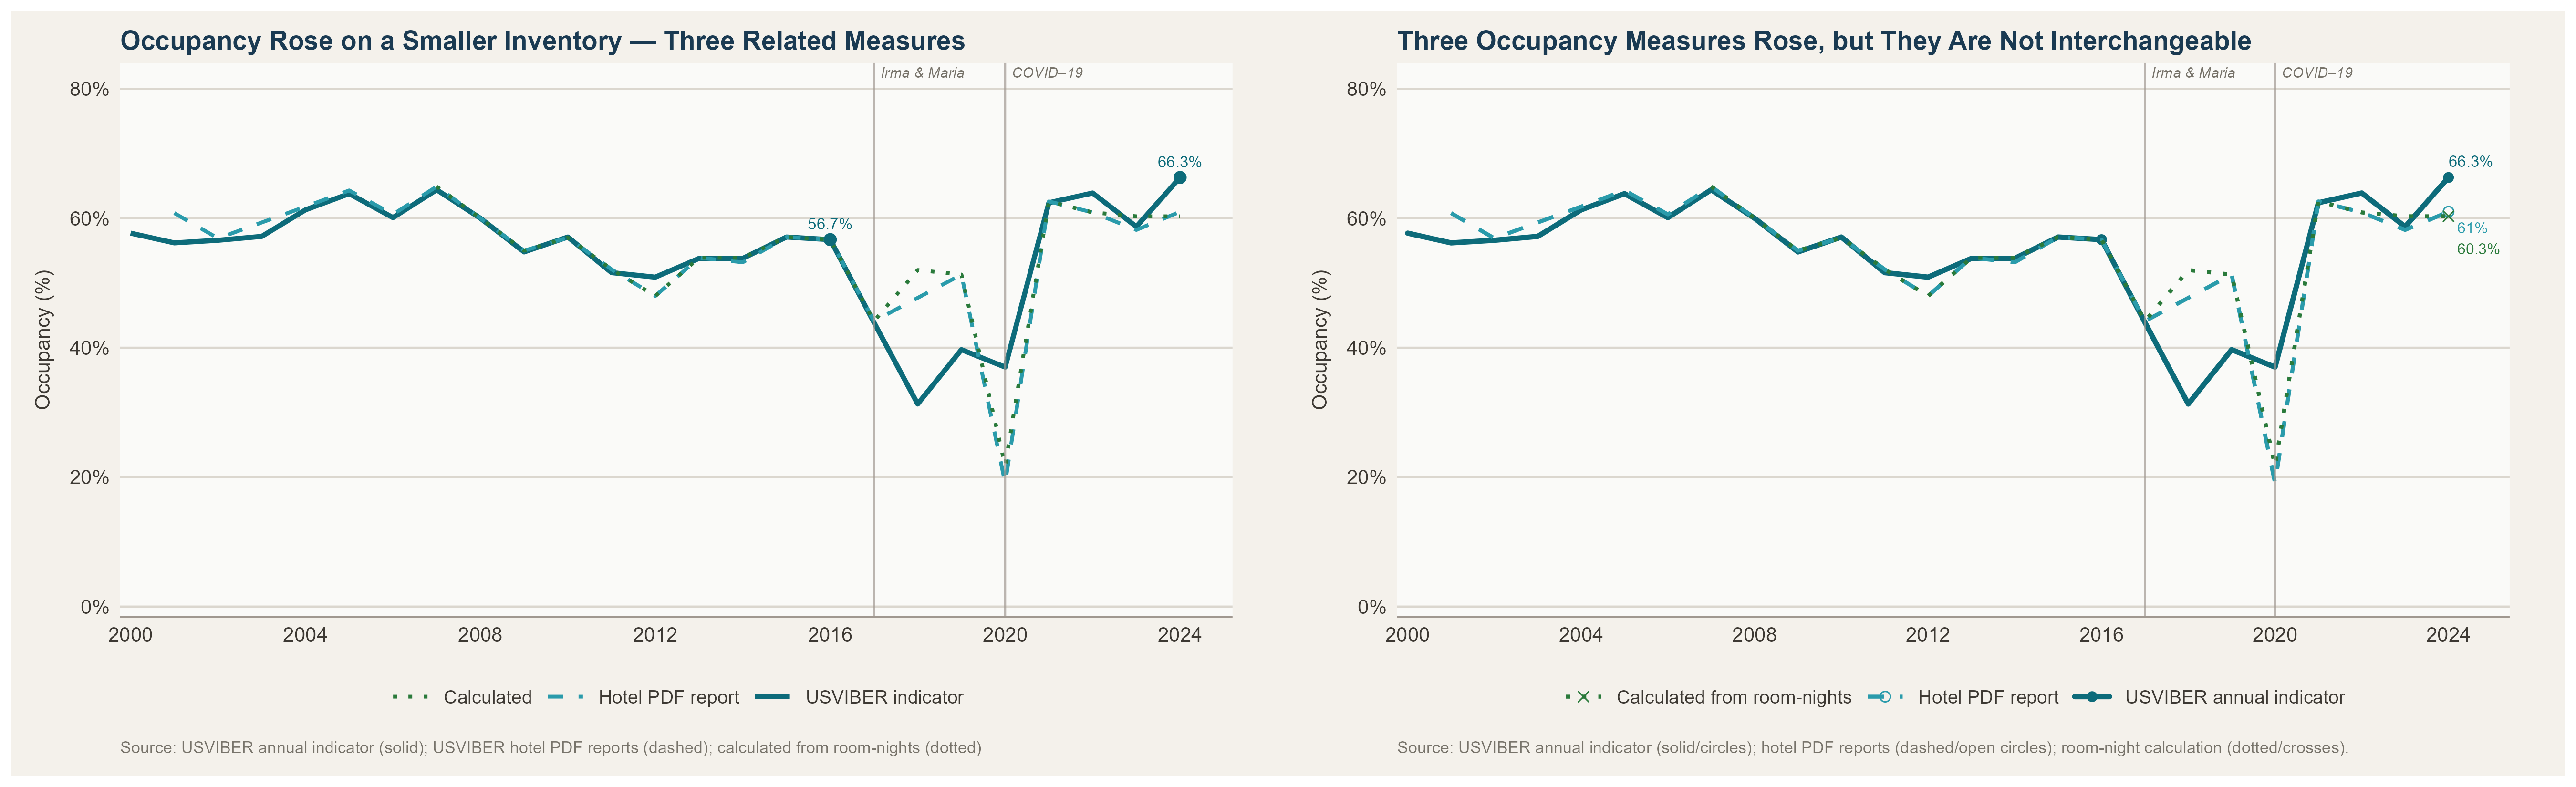 Occupancy Rose on a Smaller Inventory — Three Related Measures
Irma & Maria
COVID–19
80%
60%
40%
20%
0%
Occupancy (%)
56.7%
66.3%
2000
2004
2008
2012
2016
2020
2024
Calculated
Hotel PDF report
USVIBER indicator
Source: USVIBER annual indicator (solid); USVIBER hotel PDF reports (dashed); calculated from room-nights (dotted)
Three Occupancy Measures Rose, but They Are Not Interchangeable
Irma & Maria
COVID–19
80%
60%
40%
20%
0%
Occupancy (%)
66.3%
61%
60.3%
2000
2004
2008
2012
2016
2020
2024
Calculated from room-nights
Hotel PDF report
USVIBER annual indicator
Source: USVIBER annual indicator (solid/circles); hotel PDF reports (dashed/open circles); room-night calculation (dotted/crosses).